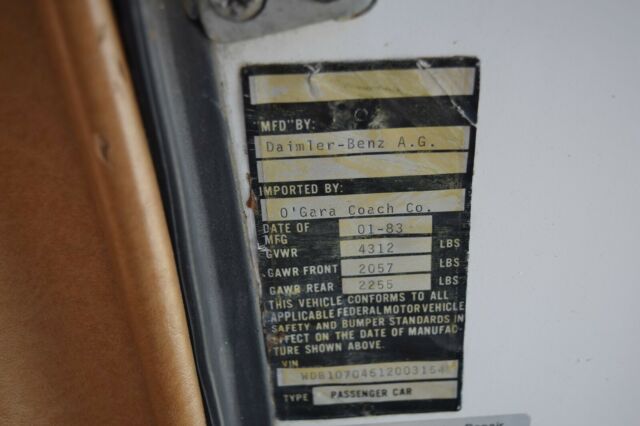 "MFD" BY:
Daimler-Benz A.G.
IMPORTED BY:
O'Gara Coach Co.
DATE OF MFG 01-83
GVWR 4312 LBS
GAWR FRONT 2057 LBS
GAWR REAR 2255 LBS
THIS VEHICLE CONFORMS TO ALL
APPLICABLE FEDERAL MOTOR VEHICLE
SAFETY AND BUMPER STANDARDS IN
EFFECT ON THE DATE OF MANUFAC-
TURE SHOWN ABOVE.
VIN
WDB10704612003154
TYPE PASSENGER CAR
Repair